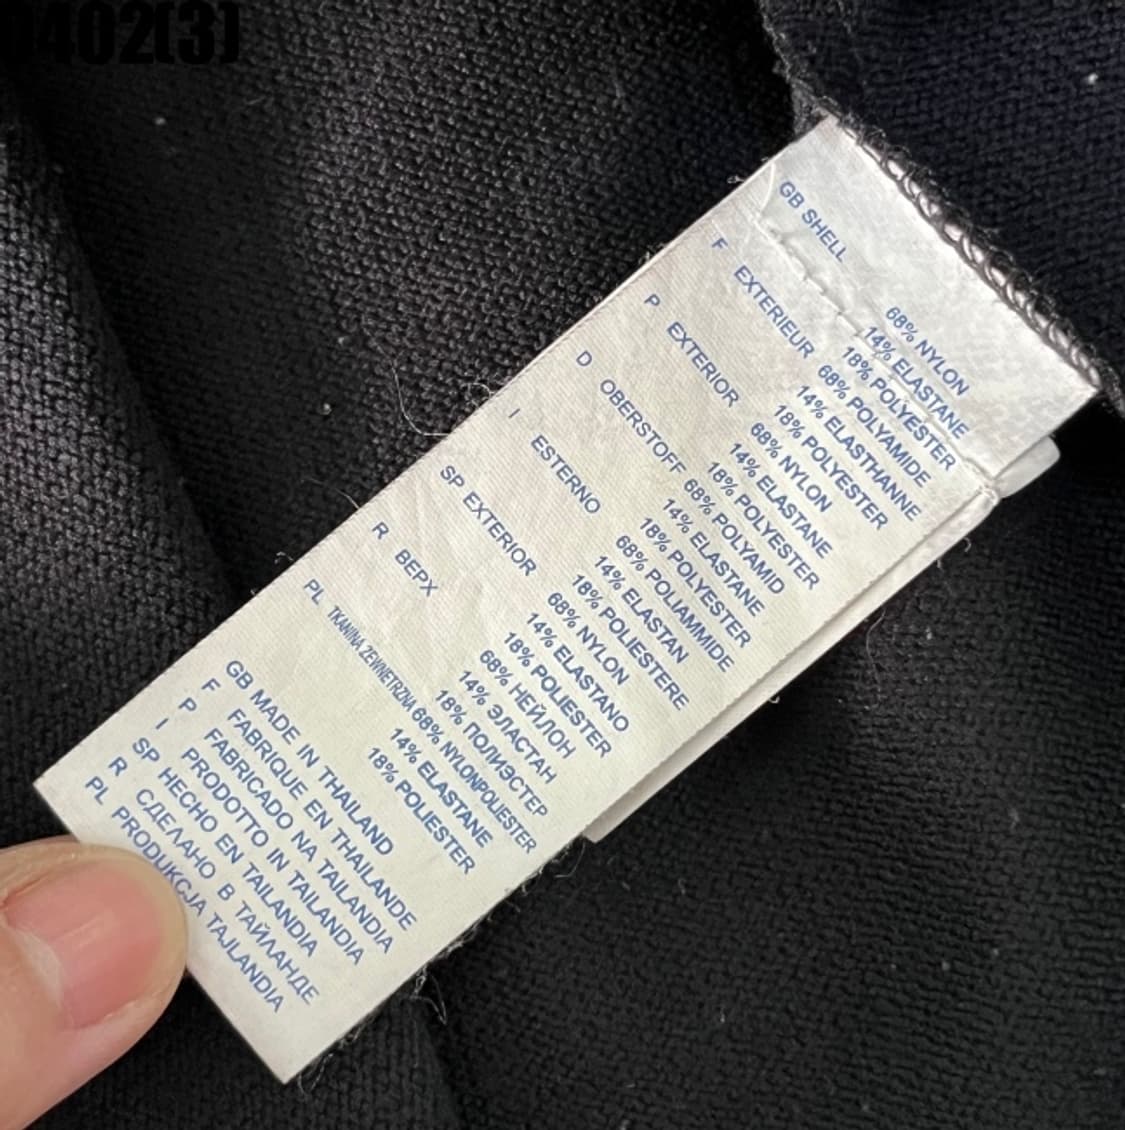 0402(3)
GB SHELL
68% NYLON
14% ELASTANE
18% POLYESTER
F EXTERIEUR 68% POLYAMIDE
14% ELASTHANNE
18% POLYESTER
P EXTERIOR 68% NYLON
14% ELASTANE
18% POLYESTER
D OBERSTOFF 68% POLYAMID
14% ELASTANE
18% POLYESTER
I ESTERNO 68% POLIAMMIDE
14% ELASTAN
18% POLIESTERE
SP EXTERIOR 68% NYLON
14% ELASTANO
18% POLIESTER
R ВЕРХ 68% НЕЙЛОН
14% ЭЛАСТАН
18% ПОЛИЭСТЕР
PL TKANINA ZEWNETRZNA 68% NYLONPOLIESTER
14% ELASTANE
18% POLIESTER
GB MADE IN THAILAND
F FABRIQUE EN THAILANDE
P FABRICADO NA TAILANDIA
I PRODOTTO IN TAILANDIA
SP HECHO EN TAILANDIA
R СДЕЛАНО В ТАЙЛАНДЕ
PL PRODUKCJA TAJLANDIA